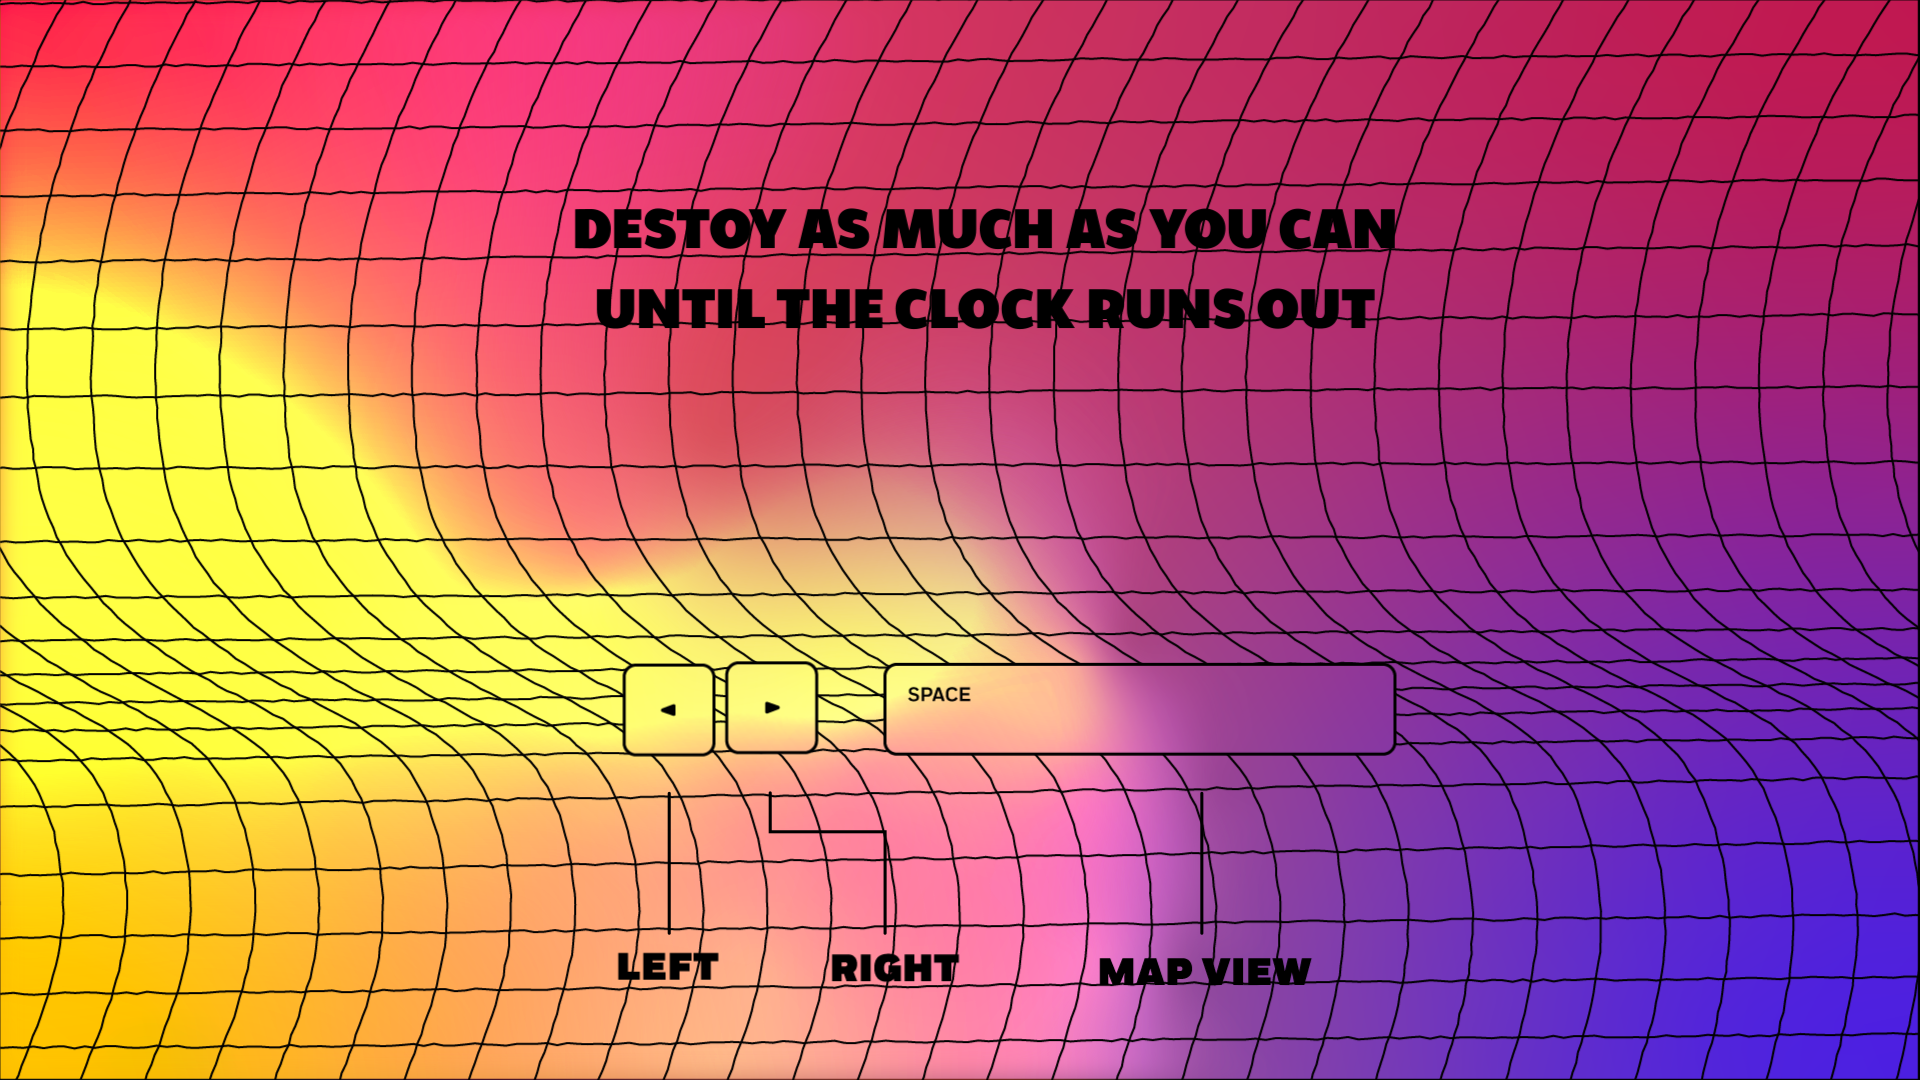 DESTOY AS MUCH AS YOU CAN
UNTIL THE CLOCK RUNS OUT
SPACE
LEFT RIGHT MAP VIEW